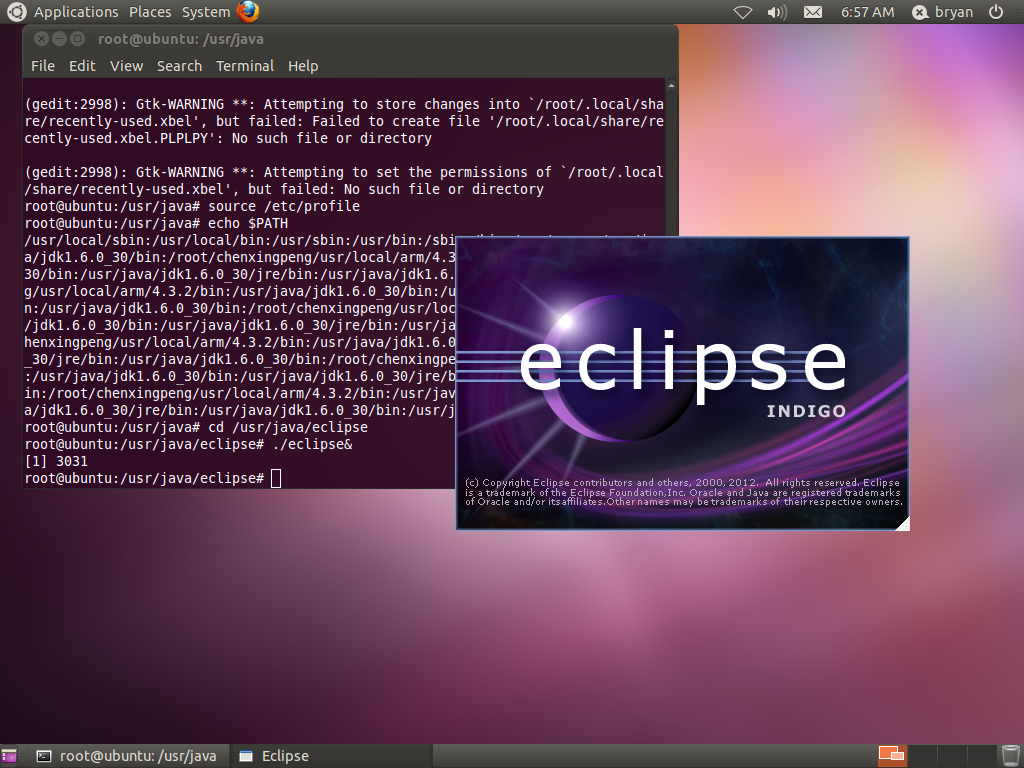 Applications Places System 6:57 AM bryan
root@ubuntu: /usr/java
File Edit View Search Terminal Help
(gedit:2998): Gtk-WARNING **: Attempting to store changes into `/root/.local/sha
re/recently-used.xbel', but failed: Failed to create file '/root/.local/share/re
cently-used.xbel.PLPLPY': No such file or directory
(gedit:2998): Gtk-WARNING **: Attempting to set the permissions of `/root/.local
/share/recently-used.xbel', but failed: No such file or directory
root@ubuntu:/usr/java# source /etc/profile
root@ubuntu:/usr/java# echo $PATH
/usr/local/sbin:/usr/local/bin:/usr/sbin:/usr/bin:/sbi
a/jdk1.6.0_30/bin:/root/chenxingpeng/usr/local/arm/4.3
30/bin:/usr/java/jdk1.6.0_30/jre/bin:/usr/java/jdk1.6.
g/usr/local/arm/4.3.2/bin:/usr/java/jdk1.6.0_30/bin:/u
n:/usr/java/jdk1.6.0_30/bin:/root/chenxingpeng/usr/loc
/jdk1.6.0_30/bin:/usr/java/jdk1.6.0_30/jre/bin:/usr/ja
henxingpeng/usr/local/arm/4.3.2/bin:/usr/java/jdk1.6.0
_30/jre/bin:/usr/java/jdk1.6.0_30/bin:/root/chenxingpe
:/usr/java/jdk1.6.0_30/bin:/usr/java/jdk1.6.0_30/jre/b
in:/root/chenxingpeng/usr/local/arm/4.3.2/bin:/usr/jav
a/jdk1.6.0_30/jre/bin:/usr/java/jdk1.6.0_30/bin:/usr/j
root@ubuntu:/usr/java# cd /usr/java/eclipse
root@ubuntu:/usr/java/eclipse# ./eclipse&
[1] 3031
root@ubuntu:/usr/java/eclipse#
eclipse
INDIGO
(c) Copyright Eclipse contributors and others, 2000, 2012. All rights reserved. Eclipse
is a trademark of the Eclipse Foundation,Inc. Oracle and Java are registered trademarks
of Oracle and/or its affiliates.Other names may be trademarks of their respective owners.
root@ubuntu: /usr/java Eclipse